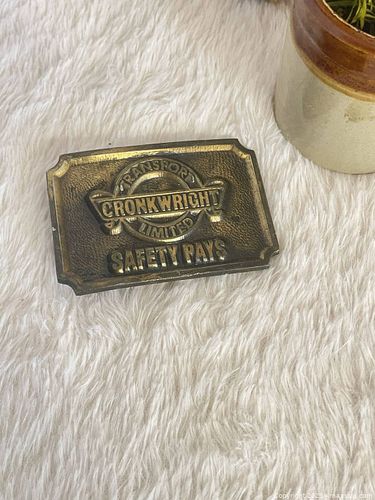 TRANSPORT
CRONKWRIGHT
LIMITED
SAFETY PAYS